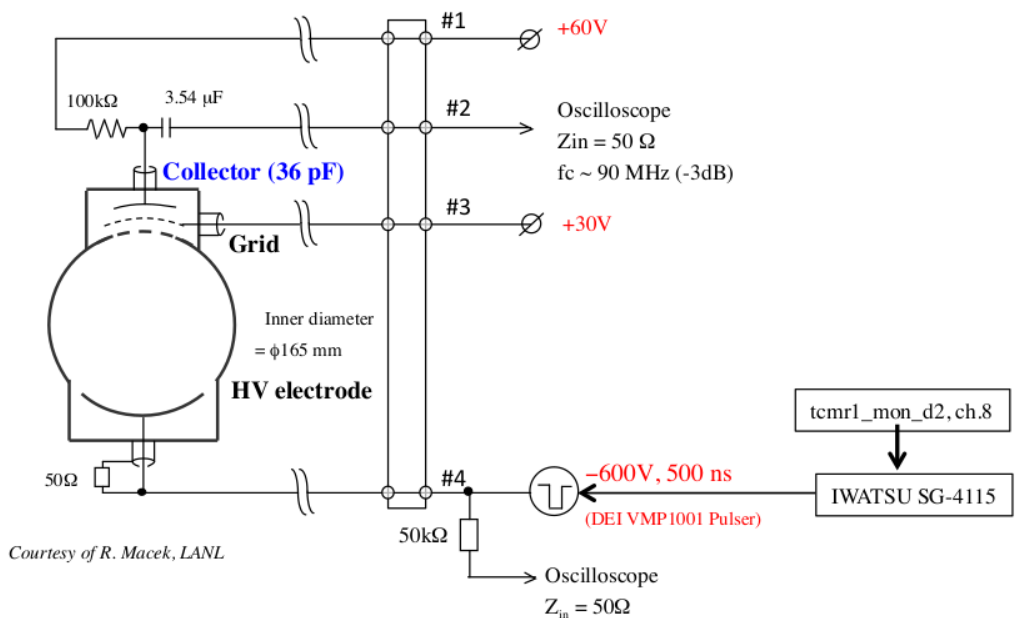 #1
+60V
100kΩ
3.54 μF
#2
Oscilloscope
Zin = 50 Ω
fc ~ 90 MHz (-3dB)
Collector (36 pF)
#3
+30V
Grid
Inner diameter
= ϕ165 mm
HV electrode
tcmr1_mon_d2, ch.8
50Ω
#4
−600V, 500 ns
(DEI VMP1001 Pulser)
IWATSU SG-4115
50kΩ
Courtesy of R. Macek, LANL
Oscilloscope
Zin = 50Ω